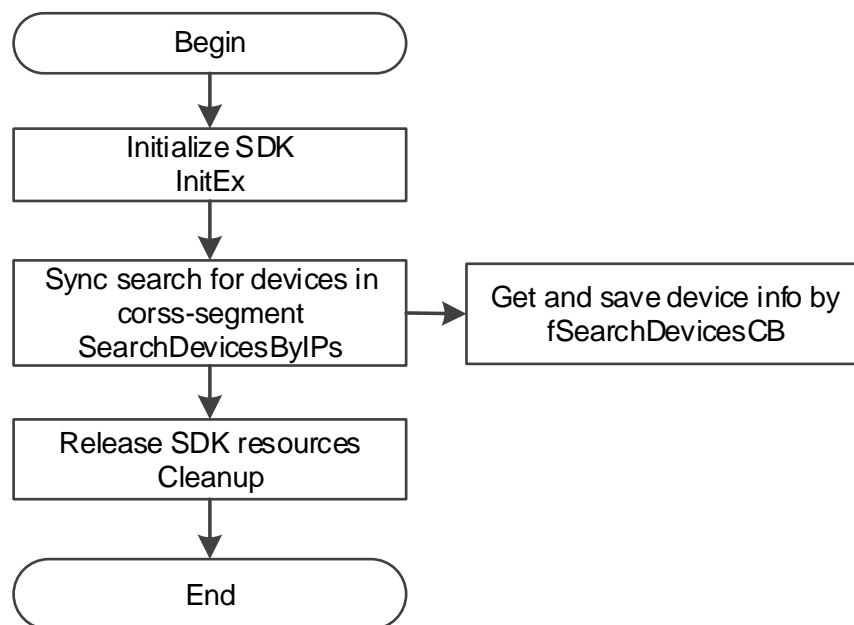 Begin
Initialize SDK
InitEx
Sync search for devices in
corss-segment
SearchDevicesByIPs
Get and save device info by
fSearchDevicesCB
Release SDK resources
Cleanup
End